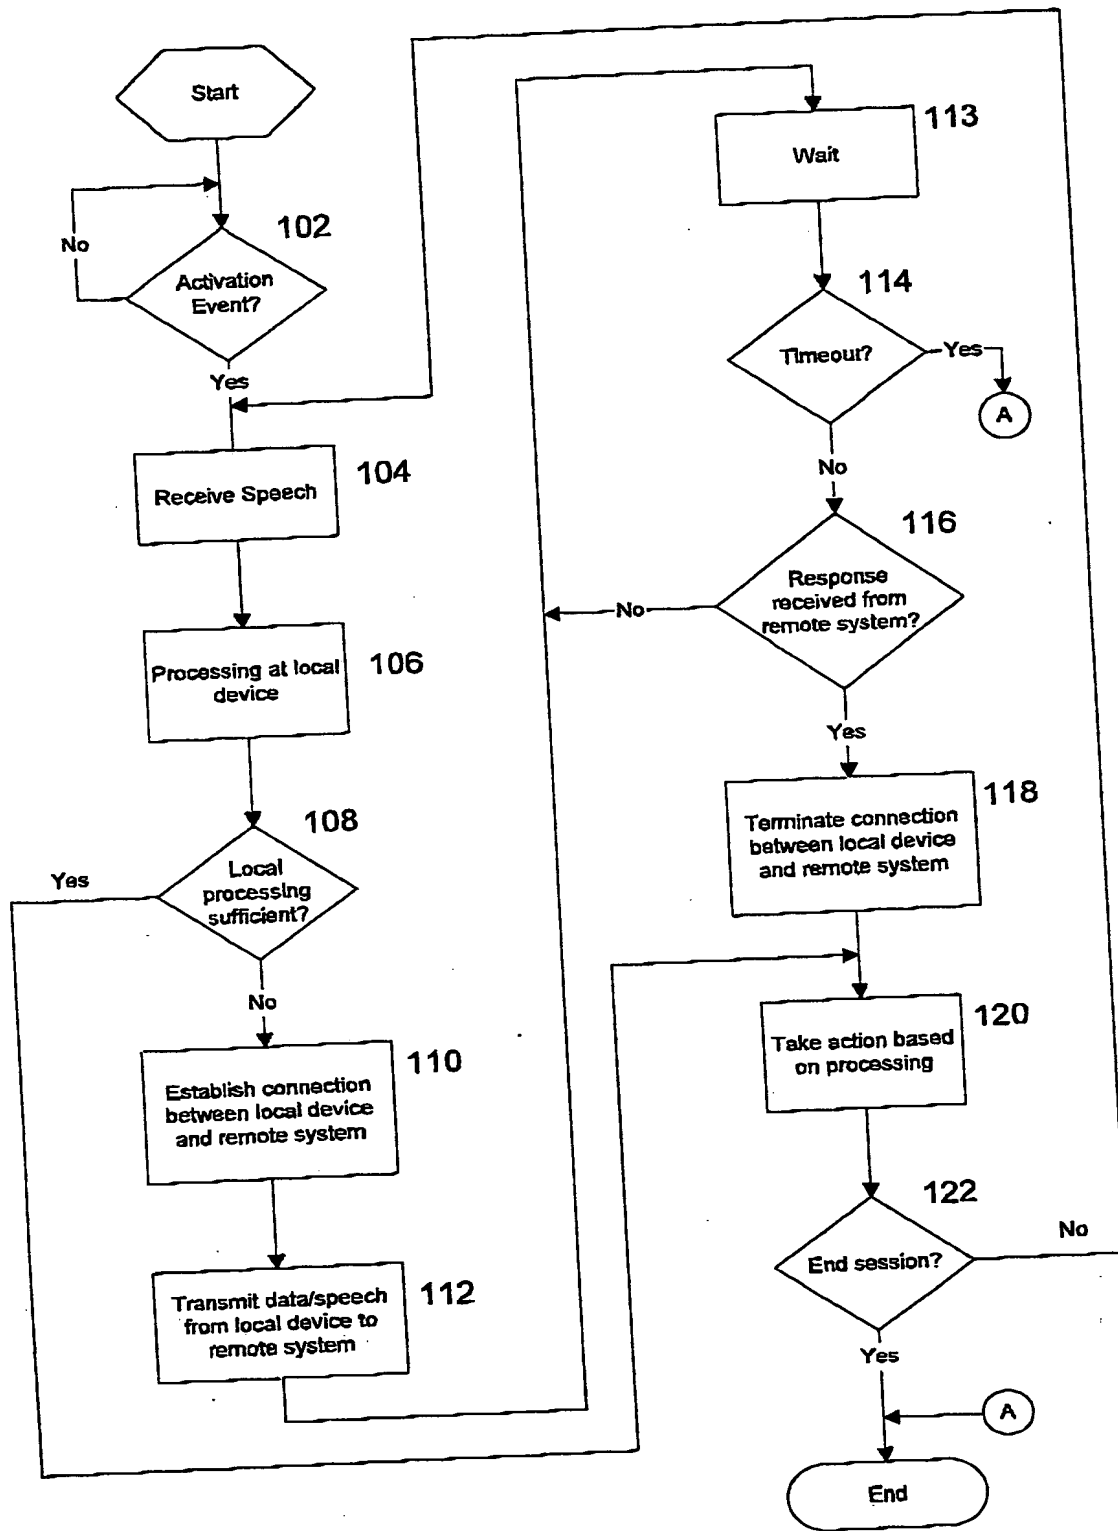 Start
102
No
Activation
Event?
Yes
104
Receive Speech
106
Processing at local
device
108
Local
processing
sufficient?
Yes
No
110
Establish connection
between local device
and remote system
112
Transmit data/speech
from local device to
remote system
113
Wait
114
Timeout?
Yes
A
No
116
Response
received from
remote system?
No
Yes
118
Terminate connection
between local device
and remote system
120
Take action based
on processing
122
End session?
No
Yes
A
End